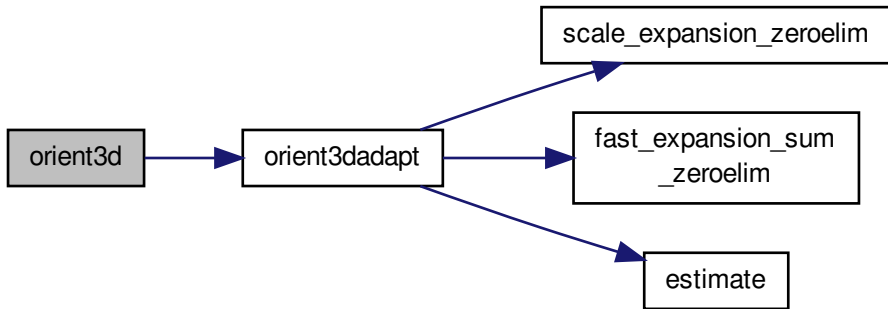 scale_expansion_zeroelim
orient3d
orient3dadapt
fast_expansion_sum
_zeroelim
estimate